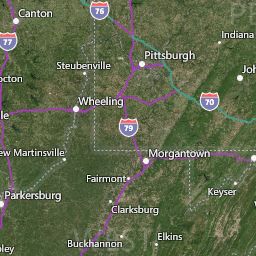 Canton
76
77
Pittsburgh
Indiana
Steubenville
70
Wheeling
79
Morgantown
Fairmont
Keyser
Parkersburg
Clarksburg
Buckhannon
Elkins
New Martinsville